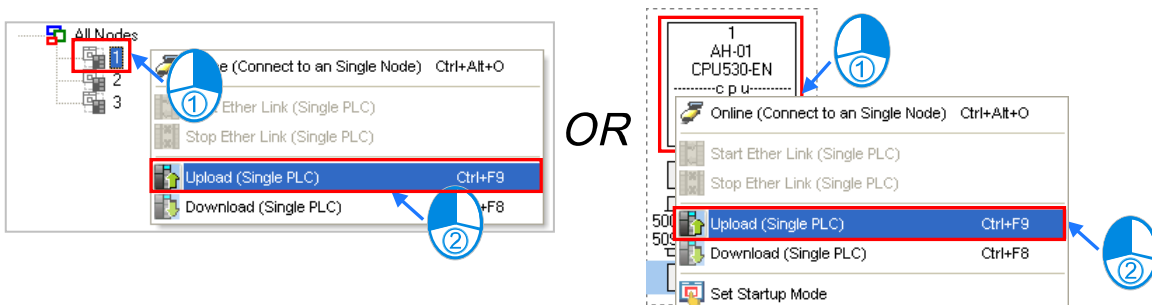 All Nodes
1
2
3
e (Connect to an Single Node) Ctrl+Alt+O
Ether Link (Single PLC)
Stop Ether Link (Single PLC)
Upload (Single PLC) Ctrl+F9
Download (Single PLC) +F8
①
②
OR
1
AH-01
CPU530-EN
---------c p u---------
Online (Connect to an Single Node) Ctrl+Alt+O
Start Ether Link (Single PLC)
Stop Ether Link (Single PLC)
Upload (Single PLC) Ctrl+F9
Download (Single PLC) Ctrl+F8
Set Startup Mode
500
509
①
②